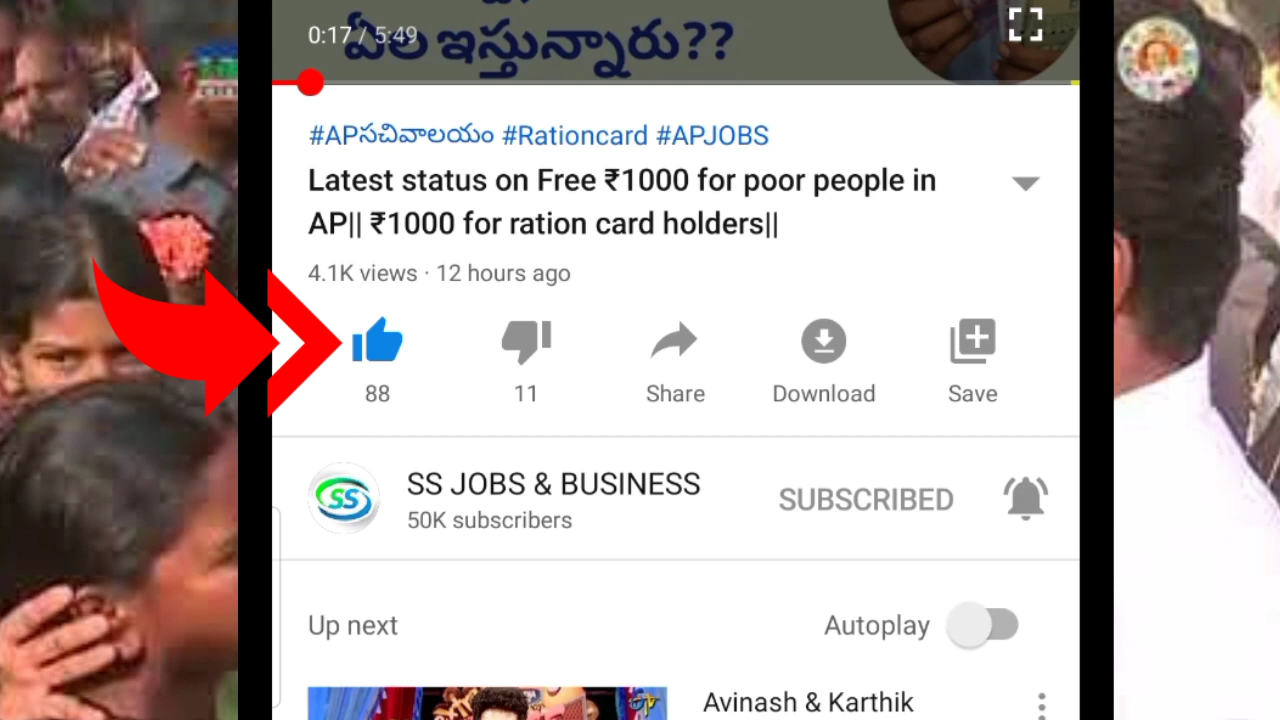 0:17 / 5:49
ఏలా ఇస్తున్నారు??
#APసచివాలయం #Rationcard #APJOBS
Latest status on Free ₹1000 for poor people in
AP|| ₹1000 for ration card holders||
4.1K views · 12 hours ago
88
11
Share
Download
Save
SS
SS JOBS & BUSINESS
50K subscribers
SUBSCRIBED
Up next
Autoplay
Avinash & Karthik